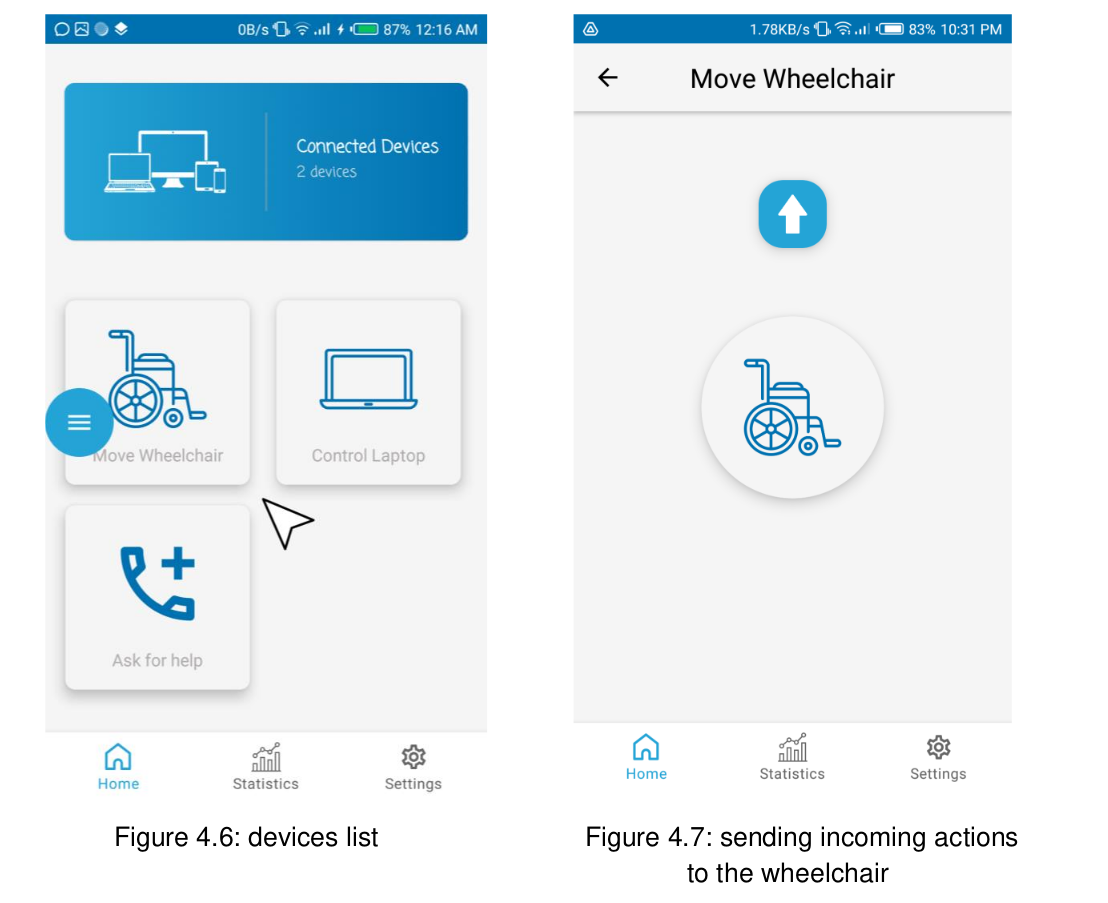 0B/s 87% 12:16 AM
Connected Devices
2 devices
Move Wheelchair
Control Laptop
Ask for help
Home
Statistics
Settings
Figure 4.6: devices list
1.78KB/s 83% 10:31 PM
Move Wheelchair
Home
Statistics
Settings
Figure 4.7: sending incoming actions
to the wheelchair